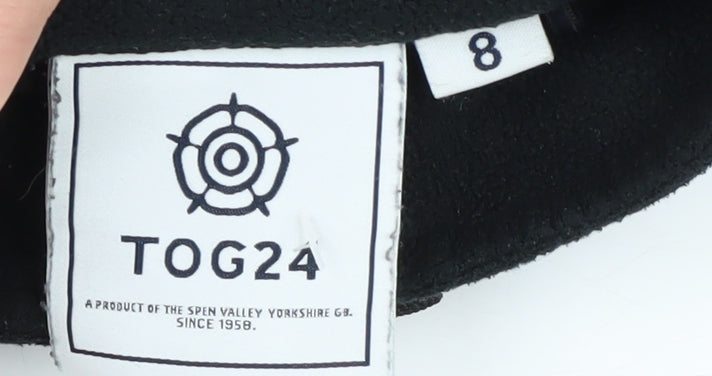 8
TOG24
A PRODUCT OF THE SPEN VALLEY YORKSHIRE GB.
SINCE 1958.